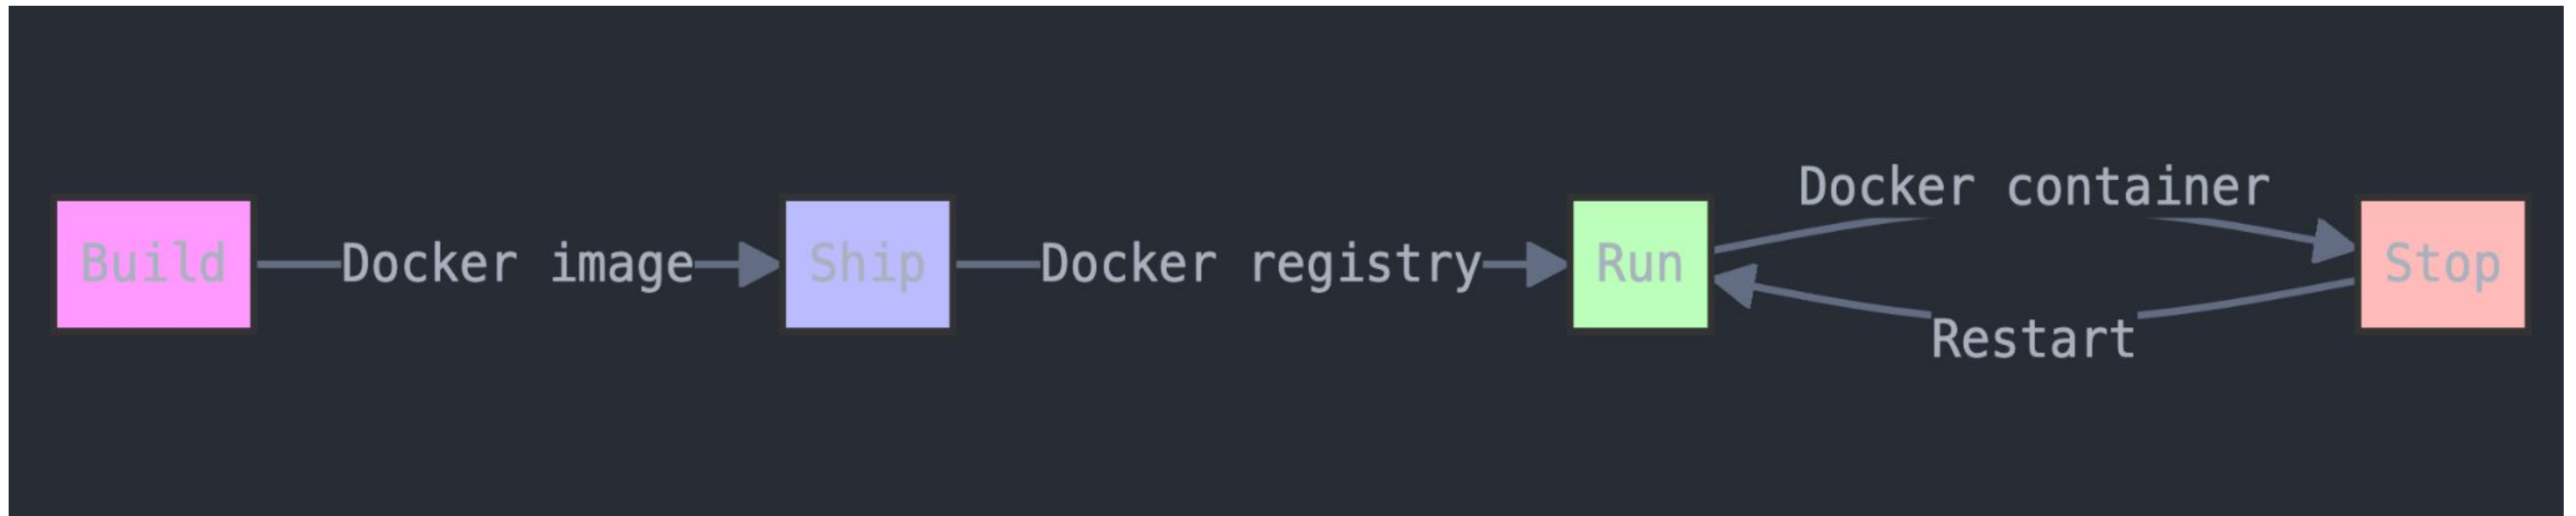 Docker container
Build Docker image Ship Docker registry Run Stop
Restart